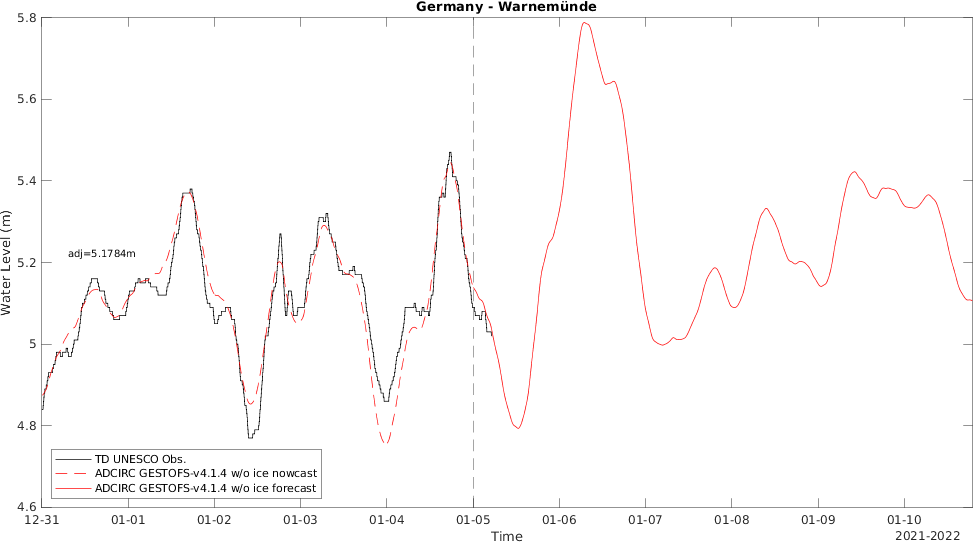 Germany - Warnemünde
Water Level (m)
5.8
5.6
5.4
5.2
5
4.8
4.6
adj=5.1784m
TD UNESCO Obs.
ADCIRC GESTOFS-v4.1.4 w/o ice nowcast
ADCIRC GESTOFS-v4.1.4 w/o ice forecast
12-31 01-01 01-02 01-03 01-04 01-05 01-06 01-07 01-08 01-09 01-10
Time
2021-2022